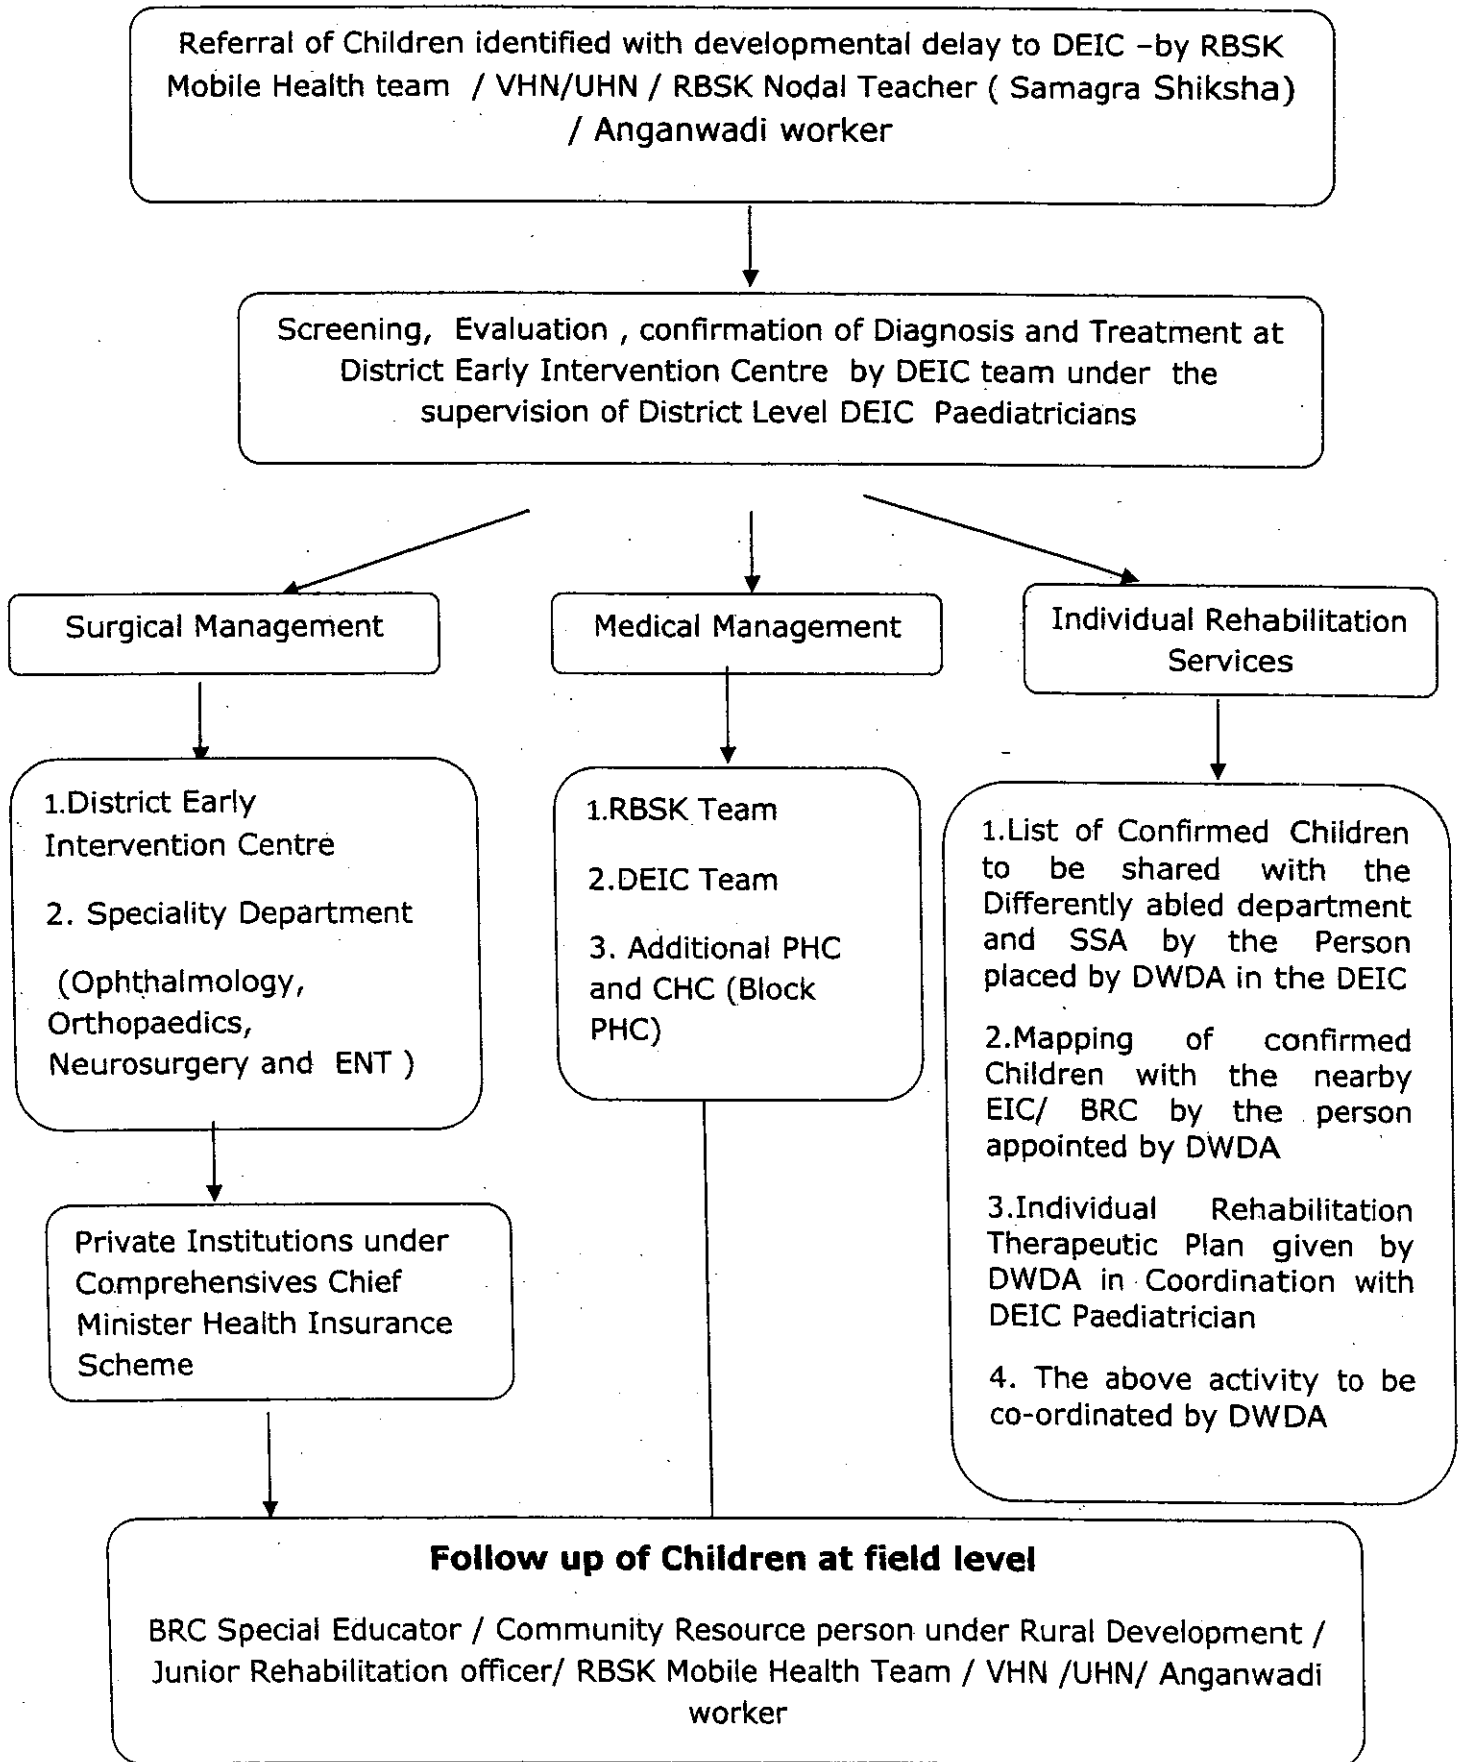 Referral of Children identified with developmental delay to DEIC –by RBSK
Mobile Health team / VHN/UHN / RBSK Nodal Teacher ( Samagra Shiksha)
/ Anganwadi worker
Screening, Evaluation , confirmation of Diagnosis and Treatment at
District Early Intervention Centre by DEIC team under the
supervision of District Level DEIC Paediatricians
Surgical Management
Medical Management
Individual Rehabilitation
Services
1.District Early
Intervention Centre
2. Speciality Department
(Ophthalmology,
Orthopaedics,
Neurosurgery and ENT )
Private Institutions under
Comprehensives Chief
Minister Health Insurance
Scheme
1.RBSK Team
2.DEIC Team
3. Additional PHC
and CHC (Block
PHC)
1.List of Confirmed Children
to be shared with the
Differently abled department
and SSA by the Person
placed by DWDA in the DEIC
2.Mapping of confirmed
Children with the nearby
EIC/ BRC by the person
appointed by DWDA
3.Individual Rehabilitation
Therapeutic Plan given by
DWDA in Coordination with
DEIC Paediatrician
4. The above activity to be
co-ordinated by DWDA
Follow up of Children at field level
BRC Special Educator / Community Resource person under Rural Development /
Junior Rehabilitation officer/ RBSK Mobile Health Team / VHN /UHN/ Anganwadi
worker